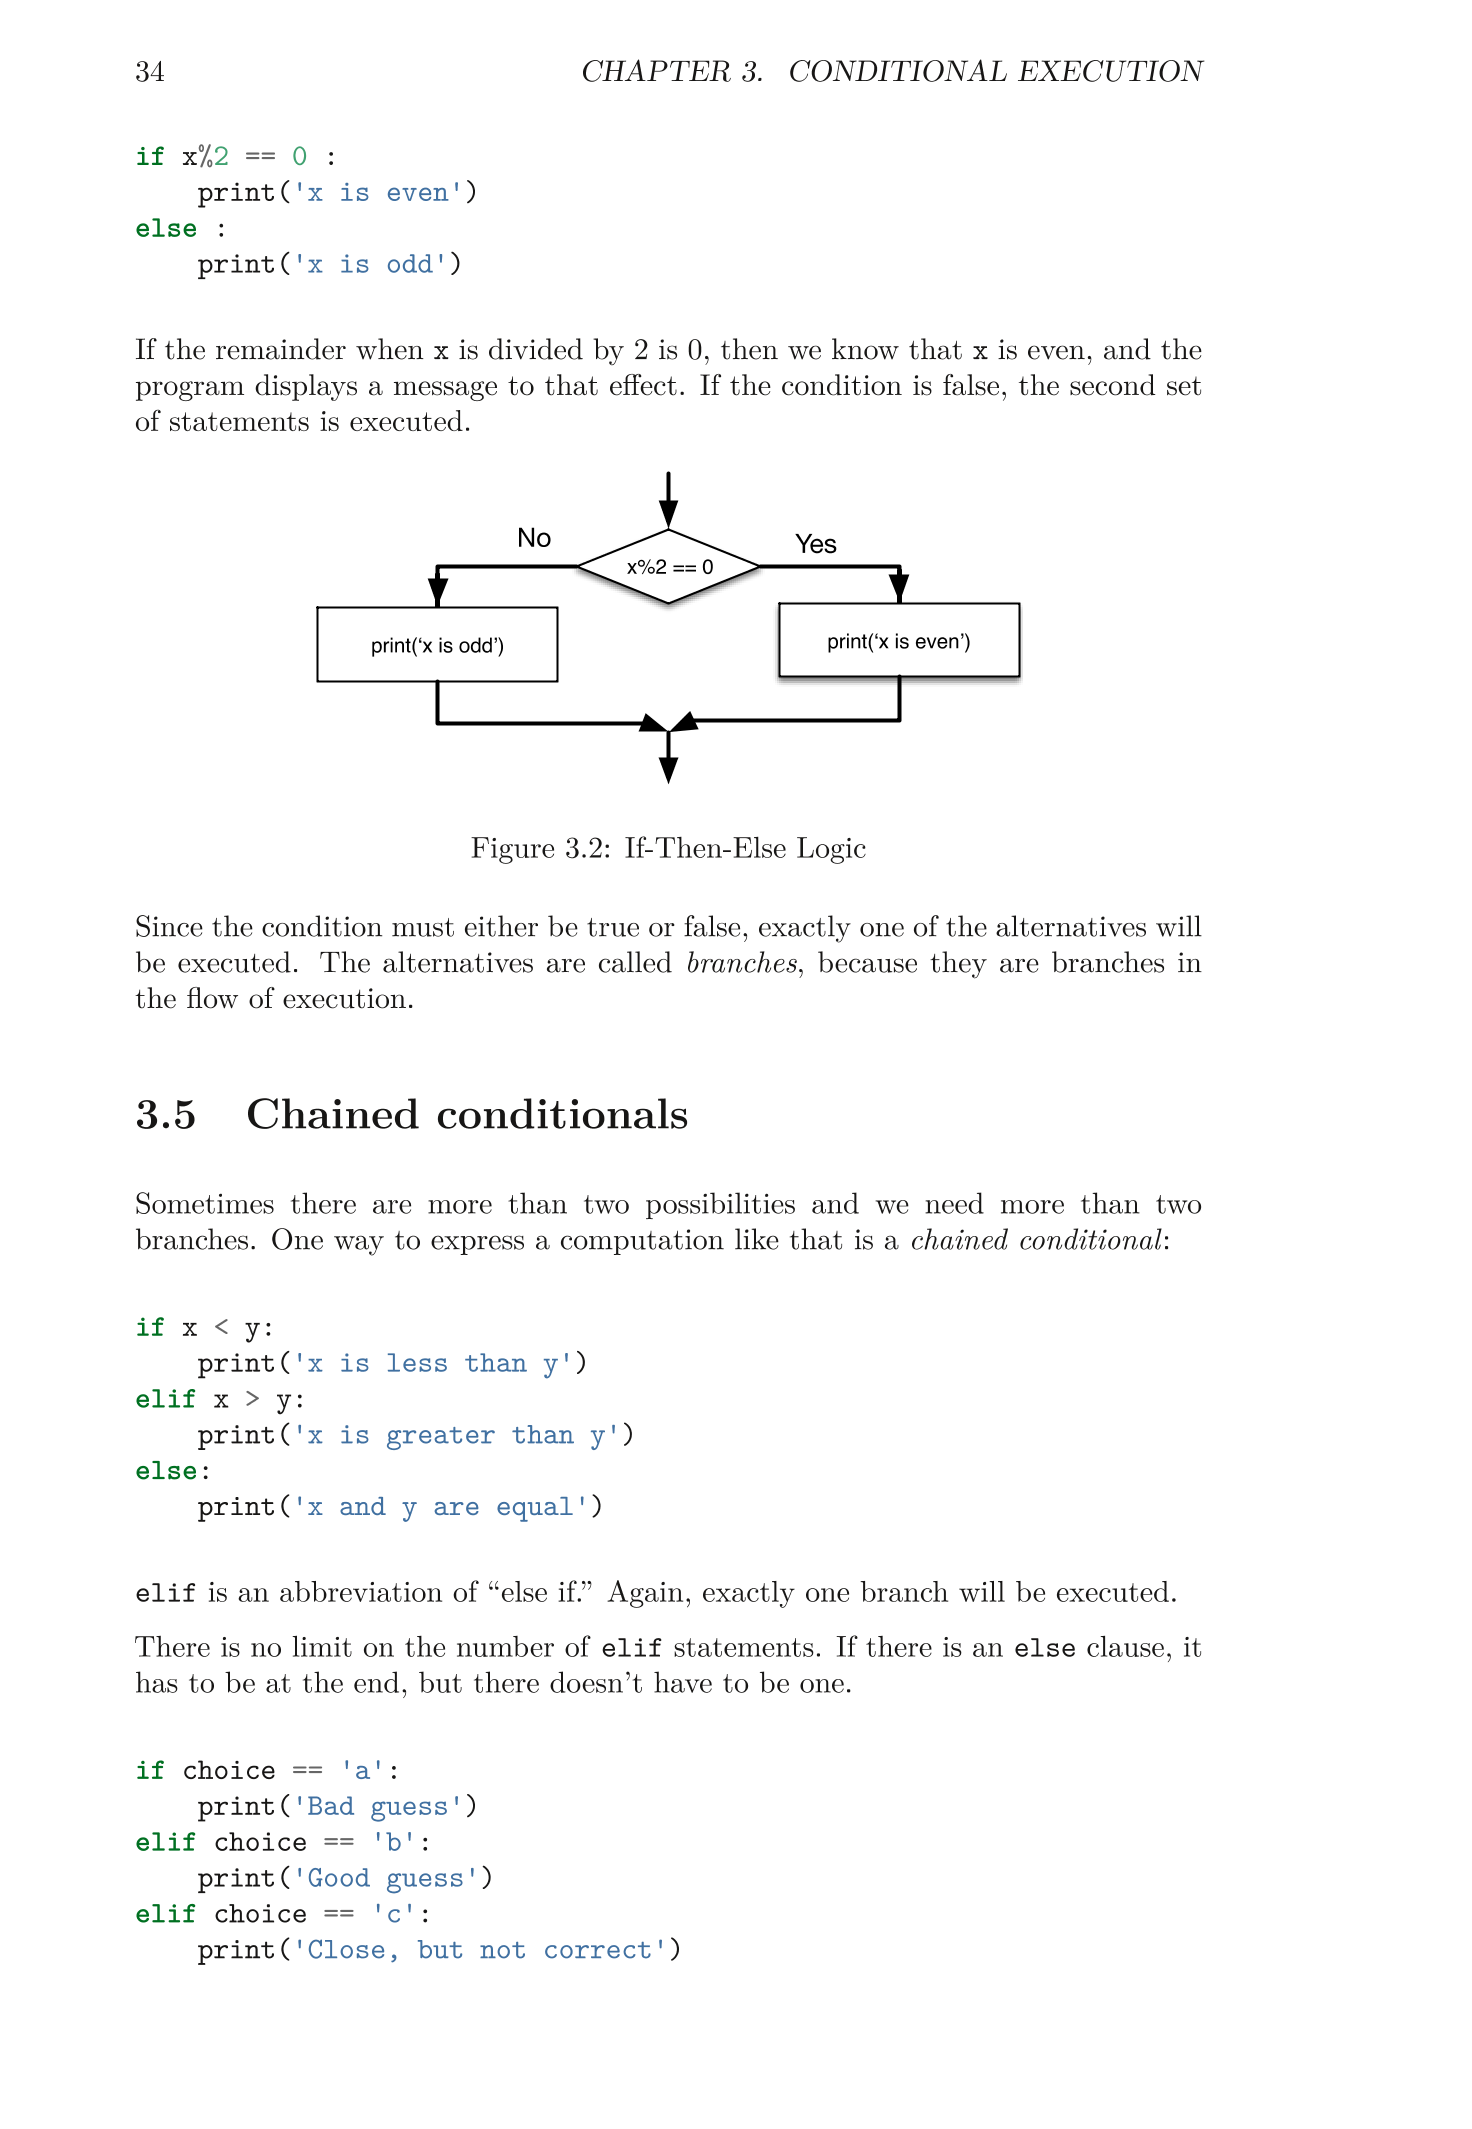 34 CHAPTER 3. CONDITIONAL EXECUTION
if x%2 == 0 :
    print('x is even')
else :
    print('x is odd')
If the remainder when x is divided by 2 is 0, then we know that x is even, and the
program displays a message to that effect. If the condition is false, the second set
of statements is executed.
No
Yes
x%2 == 0
print(‘x is odd’)
print(‘x is even’)
Figure 3.2: If-Then-Else Logic
Since the condition must either be true or false, exactly one of the alternatives will
be executed. The alternatives are called branches, because they are branches in
the flow of execution.
3.5 Chained conditionals
Sometimes there are more than two possibilities and we need more than two
branches. One way to express a computation like that is a chained conditional:
if x < y:
    print('x is less than y')
elif x > y:
    print('x is greater than y')
else:
    print('x and y are equal')
elif is an abbreviation of “else if.” Again, exactly one branch will be executed.
There is no limit on the number of elif statements. If there is an else clause, it
has to be at the end, but there doesn’t have to be one.
if choice == 'a':
    print('Bad guess')
elif choice == 'b':
    print('Good guess')
elif choice == 'c':
    print('Close, but not correct')